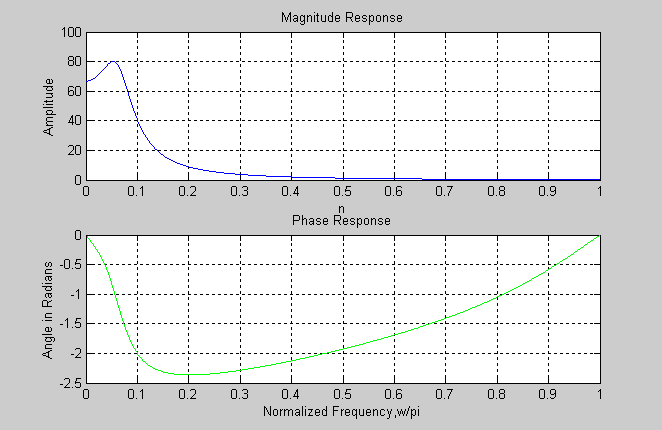 Magnitude Response
100
80
60
40
20
0
Amplitude
0 0.1 0.2 0.3 0.4 0.5 0.6 0.7 0.8 0.9 1
n
Phase Response
0
-0.5
-1
-1.5
-2
-2.5
Angle in Radians
0 0.1 0.2 0.3 0.4 0.5 0.6 0.7 0.8 0.9 1
Normalized Frequency,w/pi